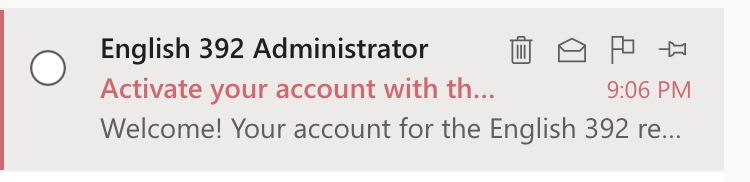 English 392 Administrator
Activate your account with th...
9:06 PM
Welcome! Your account for the English 392 re...